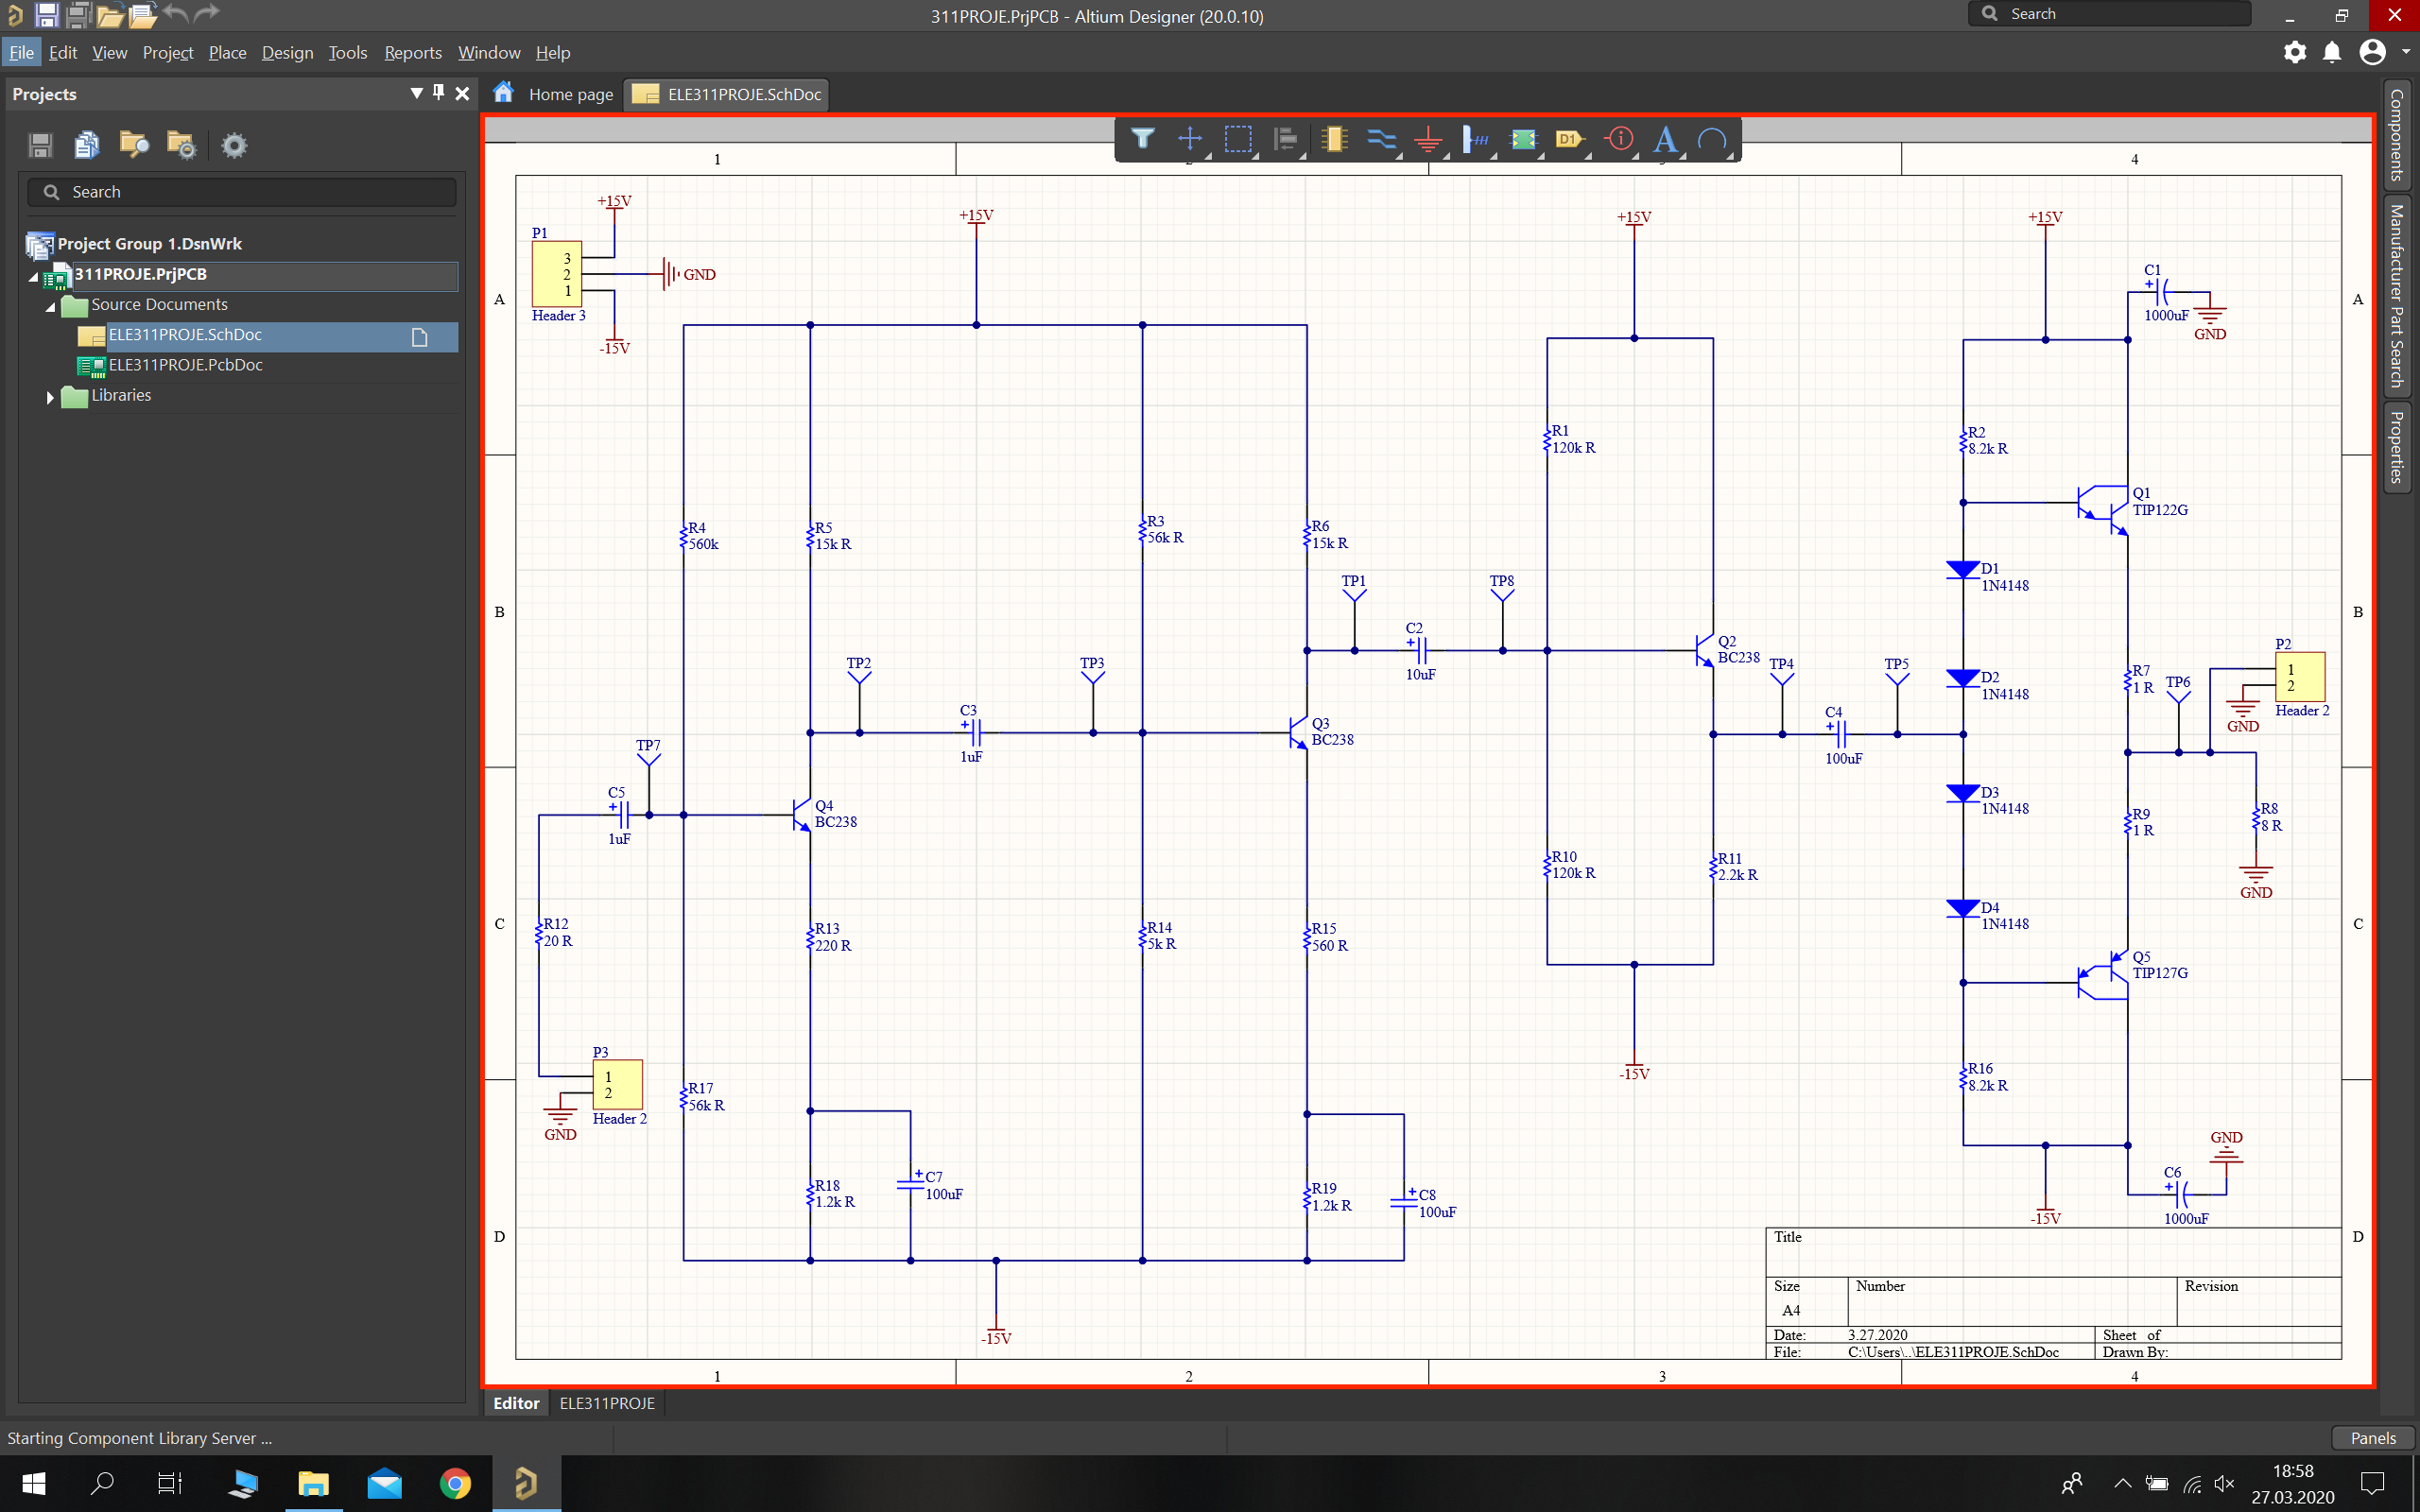 311PROJE.PrjPCB - Altium Designer (20.0.10)
Search
File Edit View Project Place Design Tools Reports Window Help
Projects
Home page
ELE311PROJE.SchDoc
Search
Project Group 1.DsnWrk
311PROJE.PrjPCB
Source Documents
ELE311PROJE.SchDoc
ELE311PROJE.PcbDoc
Libraries
Components
Manufacturer Part Search
Properties
D1
1
4
A
A
B
B
C
C
D
D
1
2
3
4
+15V
P1
3
2
1
Header 3
GND
-15V
+15V
+15V
+15V
C1
+
1000uF
GND
R1
120k R
R2
8.2k R
Q1
TIP122G
R4
560k
R5
15k R
R3
56k R
R6
15k R
D1
1N4148
TP1
TP8
C2
+
10uF
Q2
BC238
TP2
TP3
TP4
TP5
D2
1N4148
R7
1 R
TP6
P2
1
2
Header 2
GND
C3
+
1uF
Q3
BC238
C4
+
100uF
TP7
C5
+
1uF
Q4
BC238
D3
1N4148
R9
1 R
R8
8 R
GND
R10
120k R
R11
2.2k R
R12
20 R
R13
220 R
R14
5k R
R15
560 R
D4
1N4148
Q5
TIP127G
P3
1
2
Header 2
GND
R17
56k R
-15V
R16
8.2k R
R18
1.2k R
+
C7
100uF
R19
1.2k R
+
C8
100uF
GND
C6
+
1000uF
-15V
-15V
Title
Size
A4
Number
Revision
Date:
3.27.2020
Sheet of
File:
C:\Users\..\ELE311PROJE.SchDoc
Drawn By:
Editor ELE311PROJE
Starting Component Library Server ...
Panels
18:58
27.03.2020